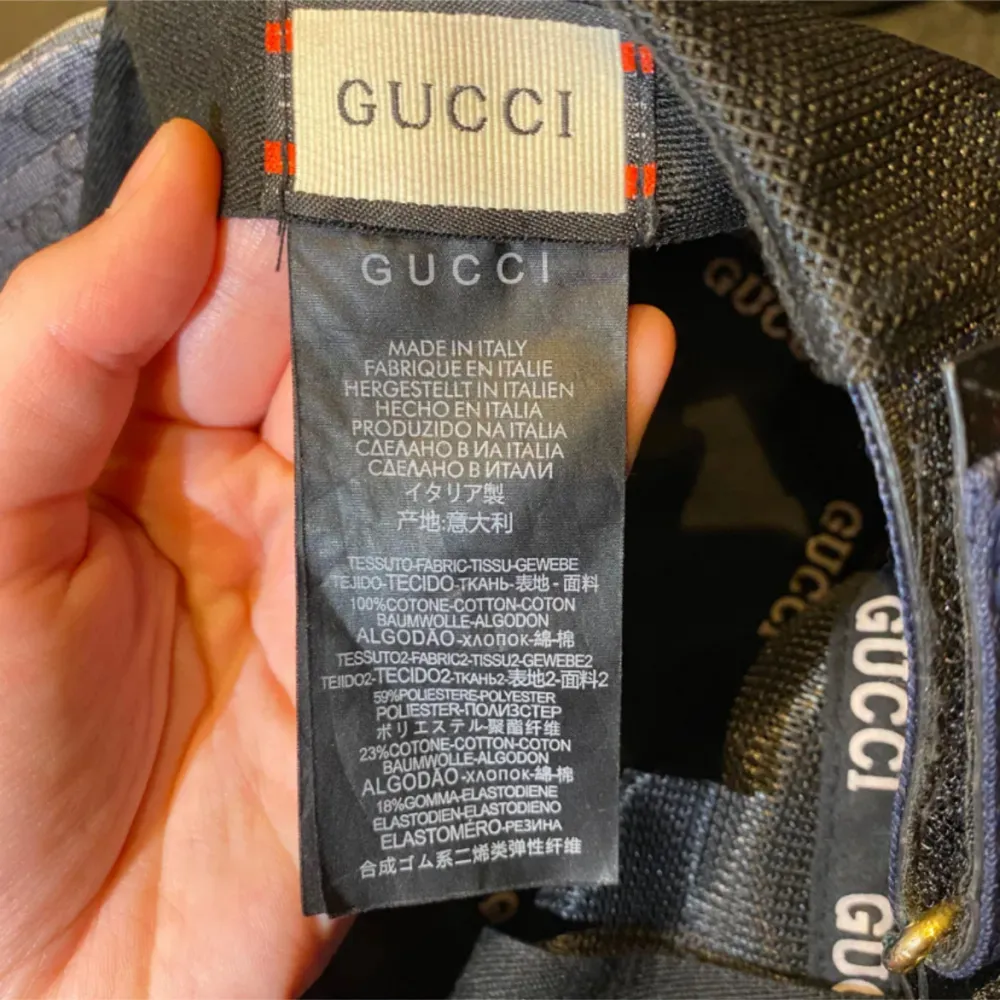 GUCCI
GUCCI
MADE IN ITALY
FABRIQUE EN ITALIE
HERGESTELLT IN ITALIEN
HECHO EN ITALIA
PRODUZIDO NA ITALIA
СДЕЛАНО В ИА ITALIA
СДЕЛАНО В ИТАЛИ
イタリア製
产地:意大利
TESSUTO-FABRIC-TISSU-GEWEBE
TEJIDO-TECIDO-ТКАНЬ-表地-面料
100%COTONE-COTTON-COTON
BAUMWOLLE-ALGODON
ALGODÃO-хлопок-綿-棉
TESSUTO2-FABRIC2-TISSU2-GEWEBE2
TEJIDO2-TECIDO2-ТКАНЬ2-表地2-面料2
59%POLIESTERE-POLYESTER
POLIESTER-ПОЛИЗСТЕР
ポリエステル-聚酯纤维
23%COTONE-COTTON-COTON
BAUMWOLLE-ALGODON
ALGODÃO-хлопок-綿-棉
18%GOMMA-ELASTODIENE
ELASTODIEN-ELASTODIENO
ELASTOMÉRO-РЕЗИНА
合成ゴム系二烯类弹性纤维
GUC
GUCCI
GUCCI
GUC